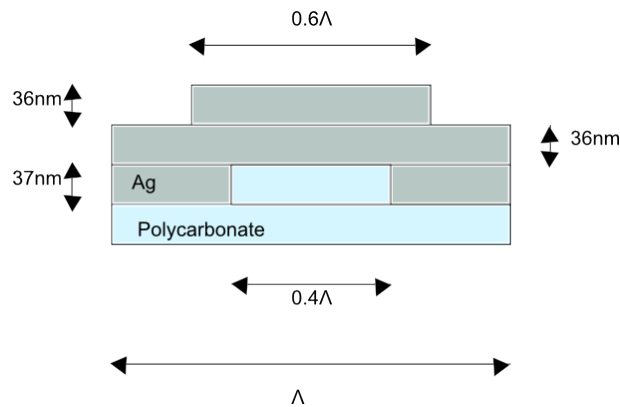 0.6Λ
36nm
36nm
37nm
Ag
Polycarbonate
0.4Λ
Λ